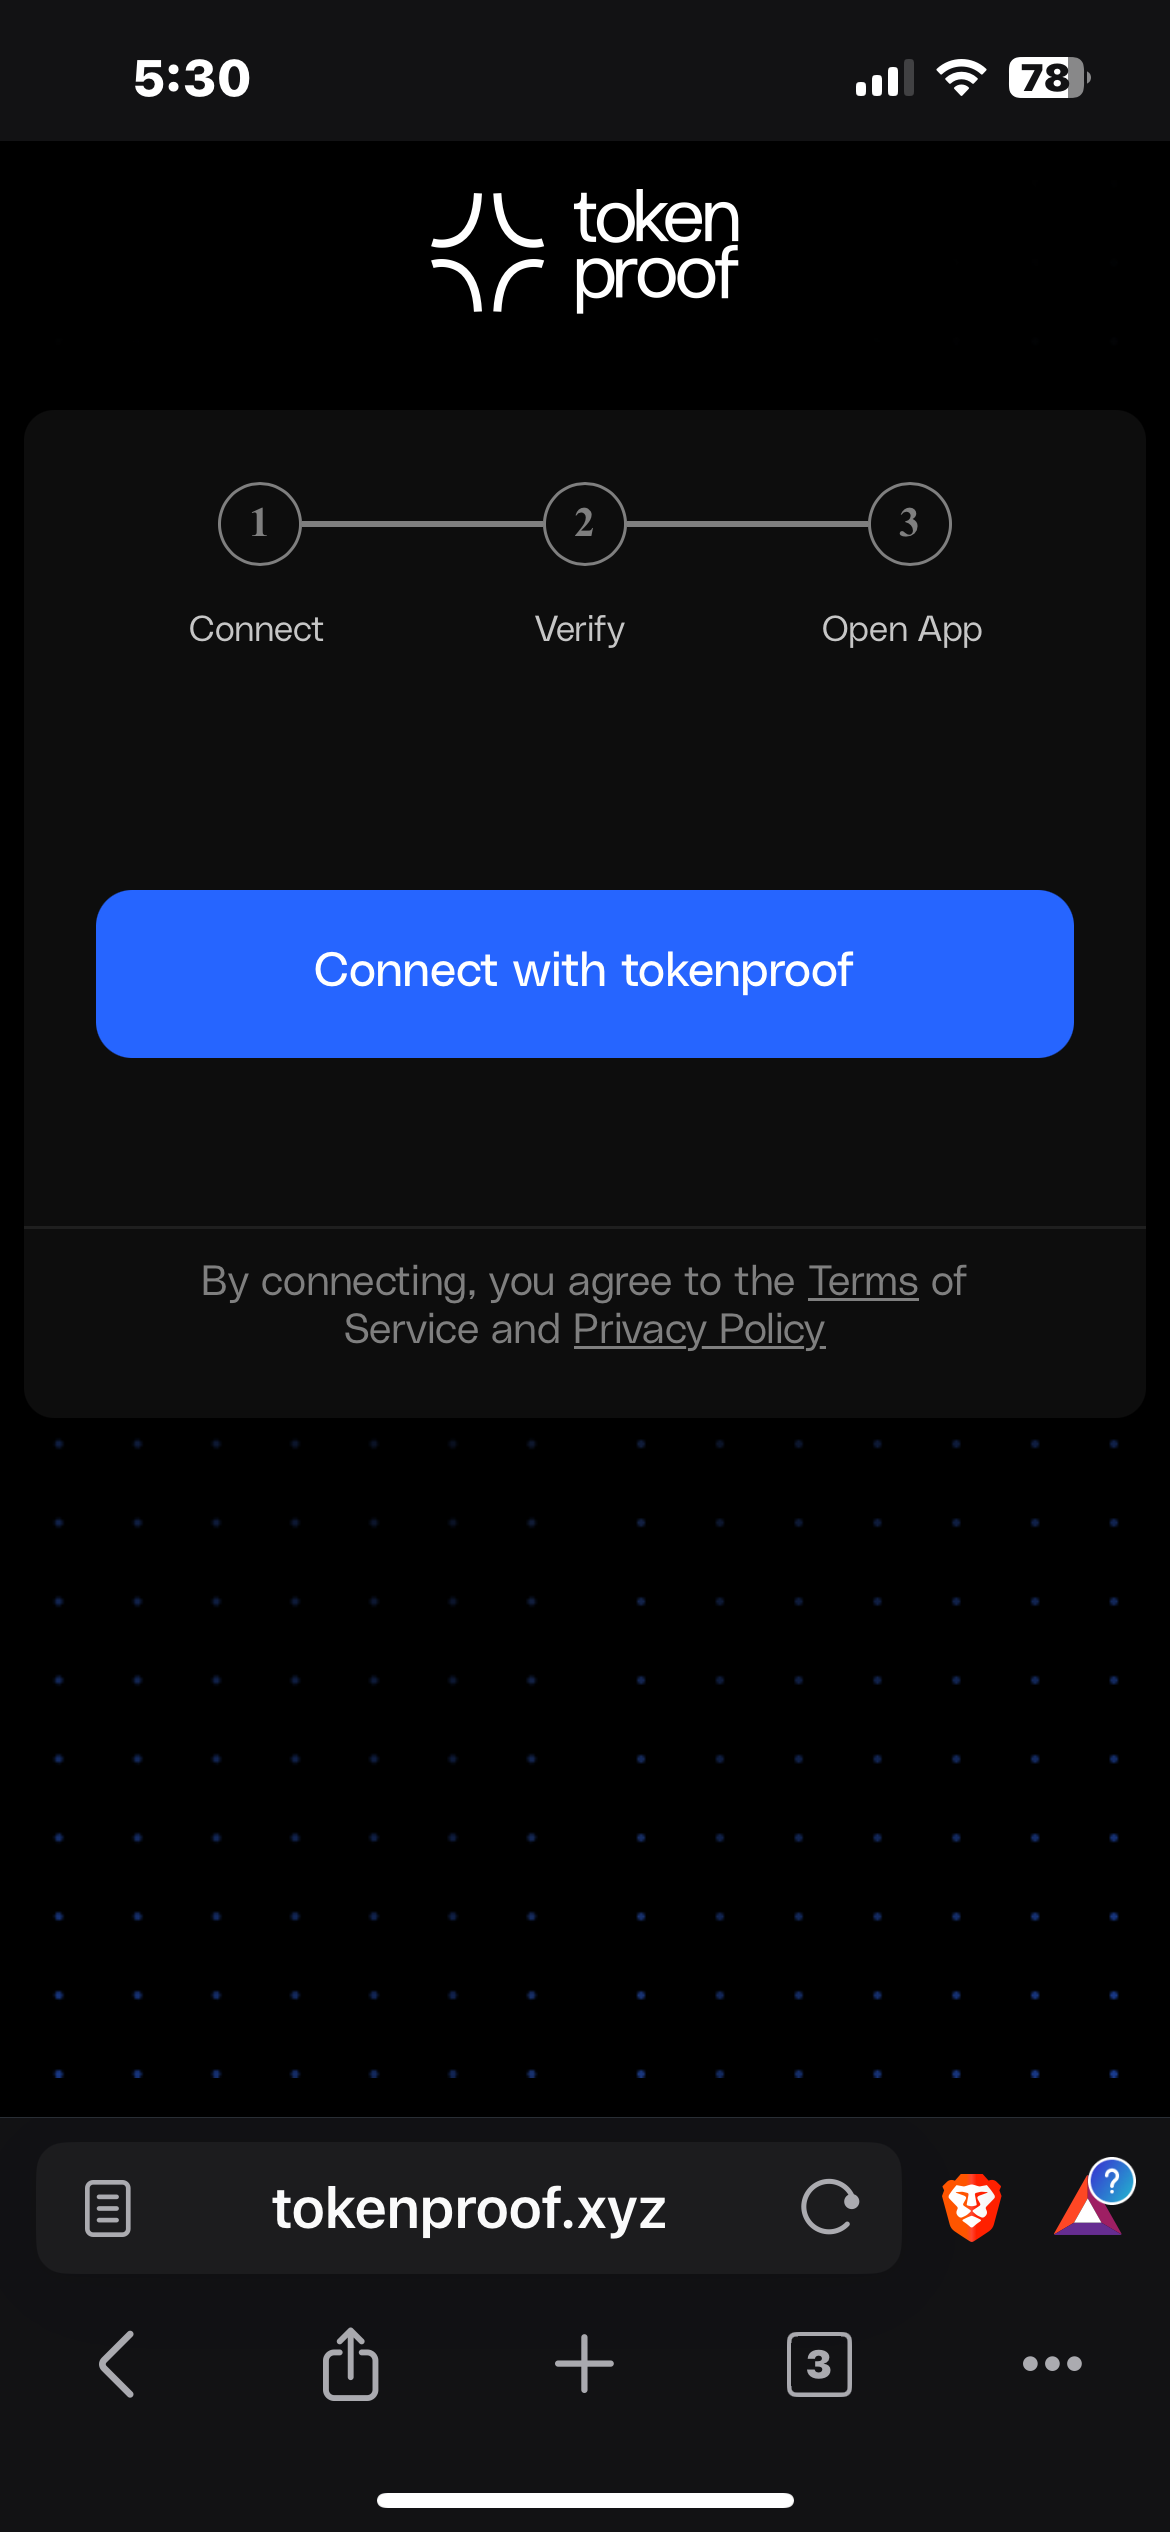 5:30
78
token
proof
1
2
3
Connect
Verify
Open App
Connect with tokenproof
By connecting, you agree to the Terms of
Service and Privacy Policy
tokenproof.xyz
?
3